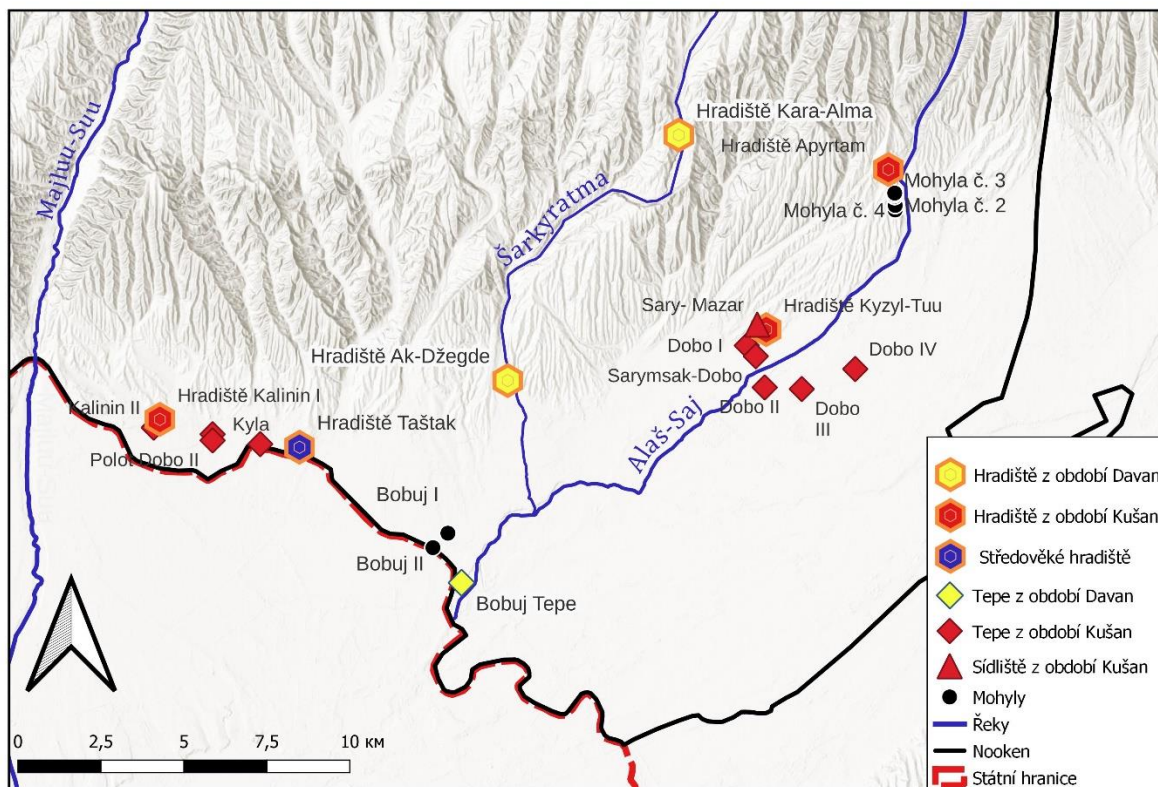 Majluu-Suu
Šarkyratma
Alaš-Saj
Hradiště Kara-Alma
Hradiště Apyrtam
Mohyla č. 3
Mohyla č. 4
Mohyla č. 2
Sary- Mazar
Hradiště Kyzyl-Tuu
Dobo I
Dobo IV
Sarymsak-Dobo
Dobo II
Dobo
III
Hradiště Ak-Džegde
Hradiště Kalinin I
Kalinin II
Kyla
Hradiště Taštak
Polot Dobo II
Bobuj I
Bobuj II
Bobuj Tepe
0 2,5 5 7,5 10 км
Hradiště z období Davan
Hradiště z období Kušan
Středověké hradiště
Tepe z období Davan
Tepe z období Kušan
Sídliště z období Kušan
Mohyly
Řeky
Nooken
Státní hranice